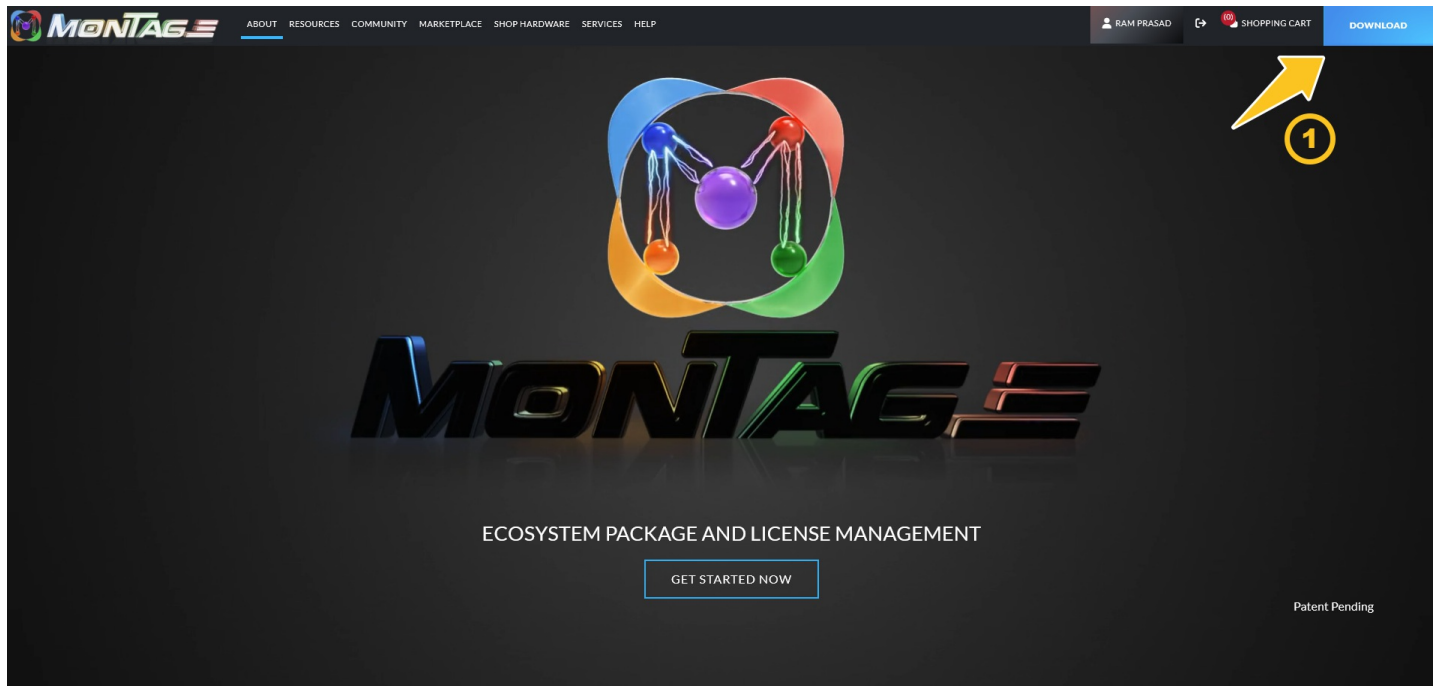 MONTAGE
ABOUT RESOURCES COMMUNITY MARKETPLACE SHOP HARDWARE SERVICES HELP
RAM PRASAD
(0) SHOPPING CART
DOWNLOAD
1
MONTAGE
ECOSYSTEM PACKAGE AND LICENSE MANAGEMENT
GET STARTED NOW
Patent Pending